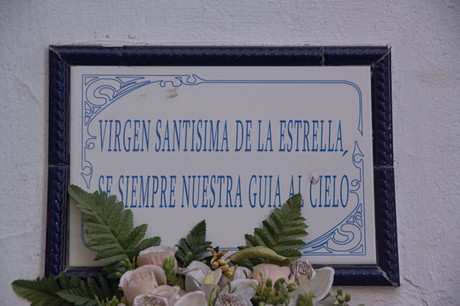 VIRGEN SANTISIMA DE LA ESTRELLA,
SE SIEMPRE NUESTRA GUIA AL CIELO